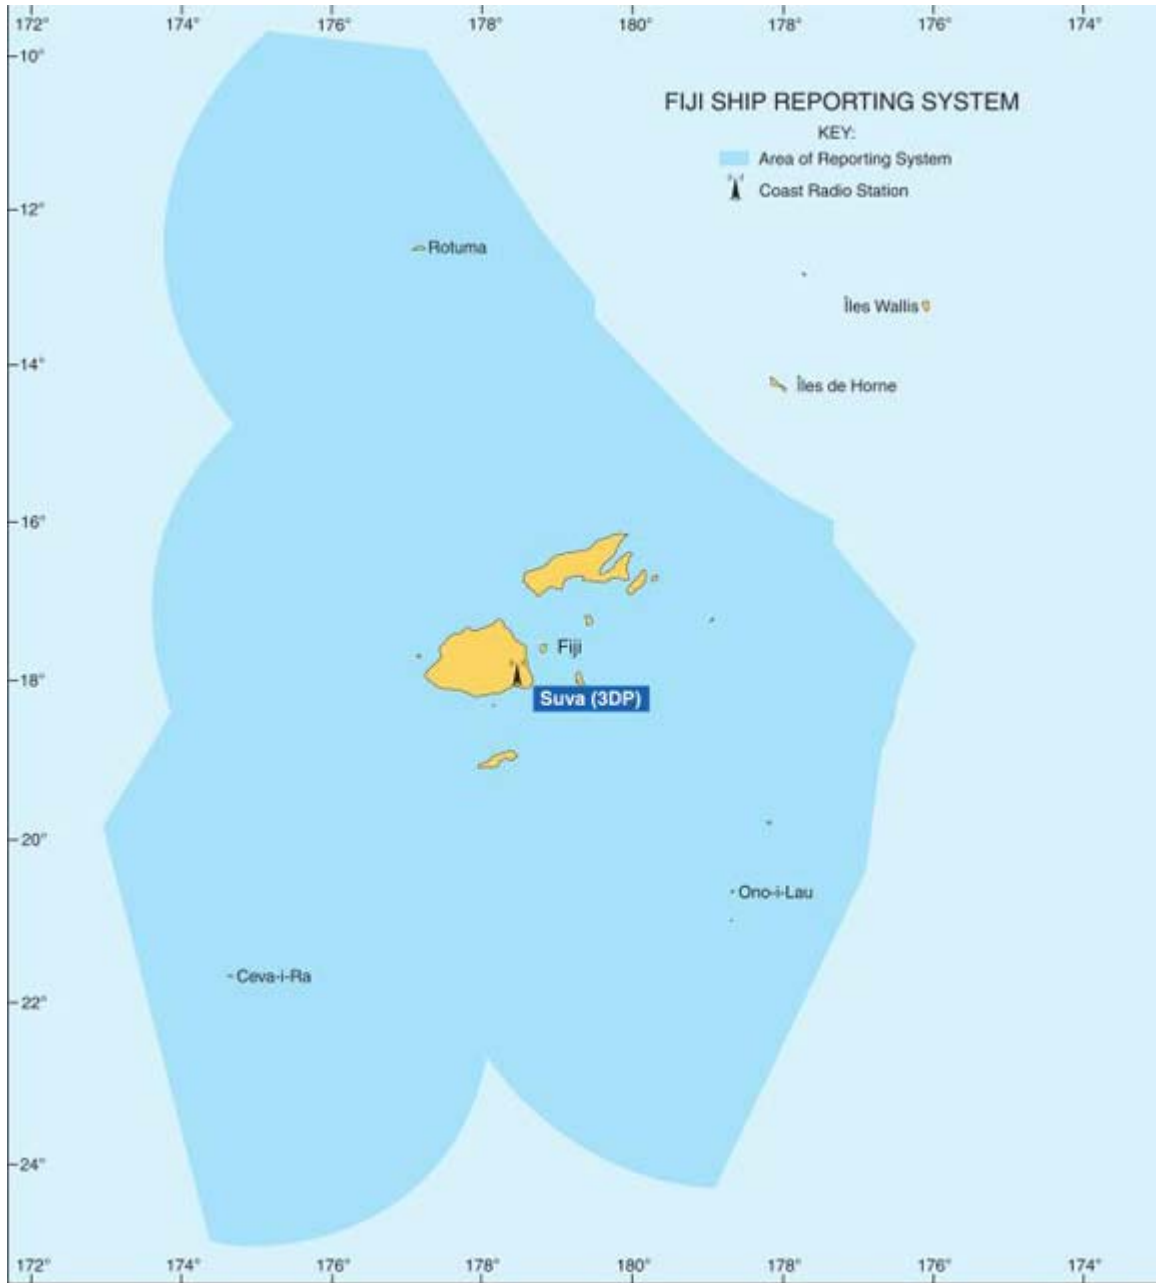 172°
174°
176°
178°
180°
178°
176°
174°
10°
FIJI SHIP REPORTING SYSTEM
KEY:
Area of Reporting System
Coast Radio Station
12°
Rotuma
Îles Wallis
14°
Îles de Horne
16°
Fiji
18°
Suva (3DP)
20°
Ono-i-Lau
Ceva-i-Ra
22°
24°
172°
174°
176°
178°
180°
178°
176°
174°